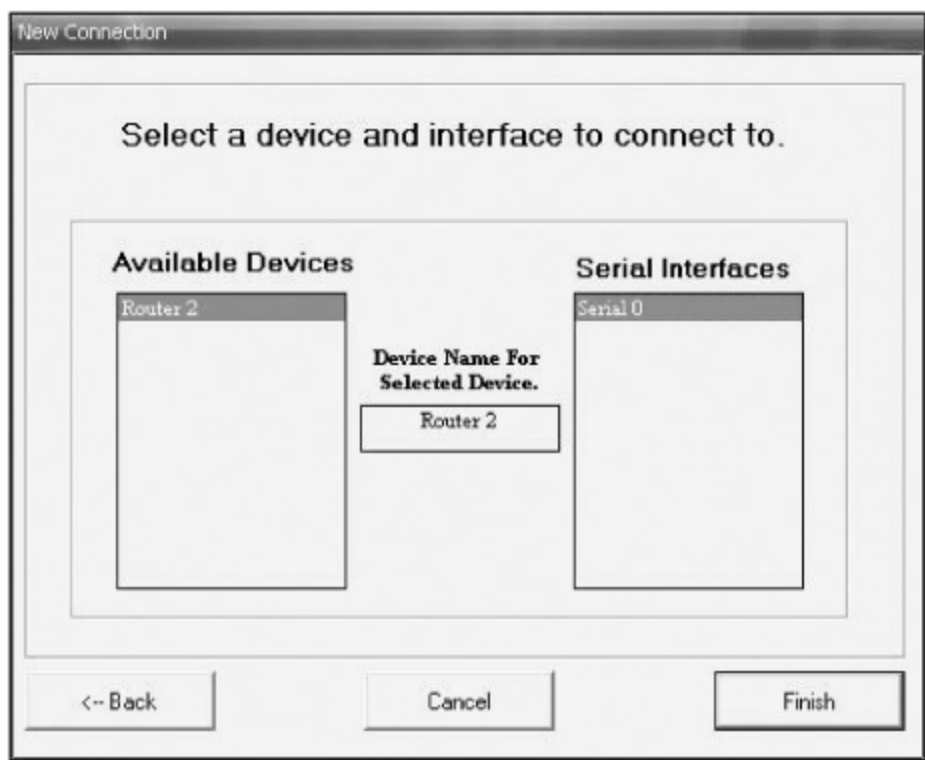 New Connection
Select a device and interface to connect to.
Available Devices
Serial Interfaces
Router 2
Serial 0
Device Name For
Selected Device.
Router 2
<-- Back
Cancel
Finish